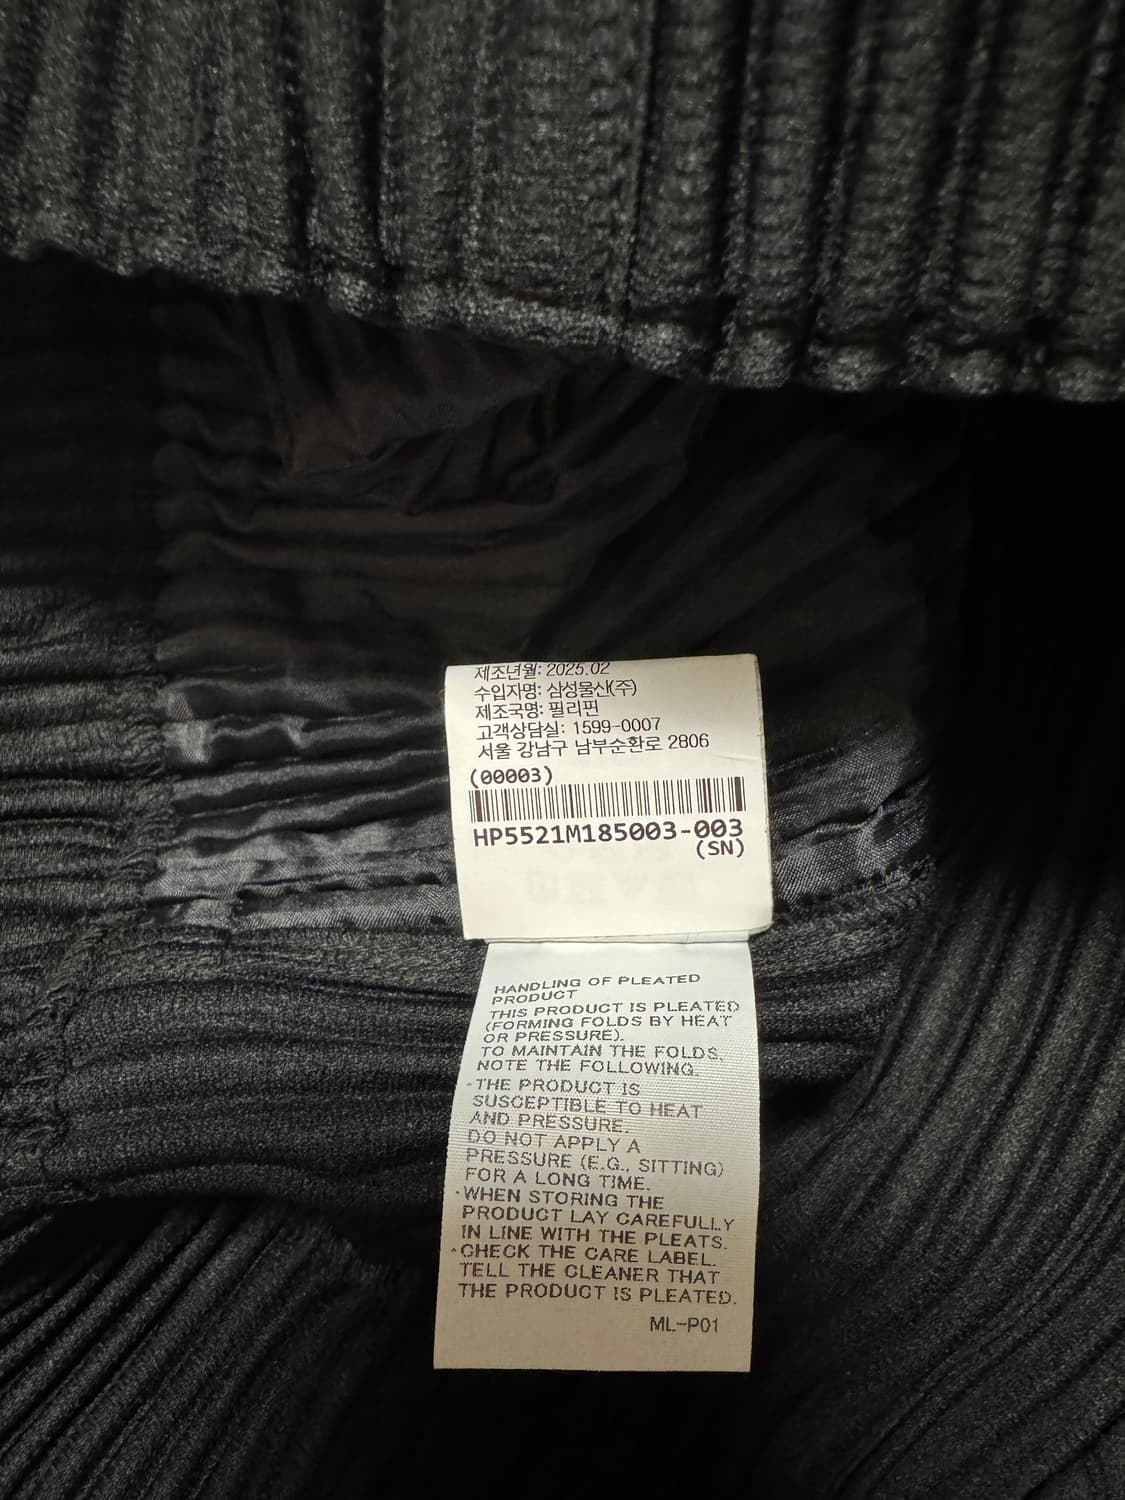 제조년월: 2025.02
수입자명: 삼성물산(주)
제조국명: 필리핀
고객상담실: 1599-0007
서울 강남구 남부순환로 2806
(00003)
HP5521M185003-003
(SN)
HANDLING OF PLEATED
PRODUCT
THIS PRODUCT IS PLEATED
(FORMING FOLDS BY HEAT
OR PRESSURE).
TO MAINTAIN THE FOLDS,
NOTE THE FOLLOWING.
·THE PRODUCT IS
SUSCEPTIBLE TO HEAT
AND PRESSURE.
DO NOT APPLY A
PRESSURE (E.G., SITTING)
FOR A LONG TIME.
·WHEN STORING THE
PRODUCT LAY CAREFULLY
IN LINE WITH THE PLEATS.
·CHECK THE CARE LABEL.
TELL THE CLEANER THAT
THE PRODUCT IS PLEATED.
ML-P01